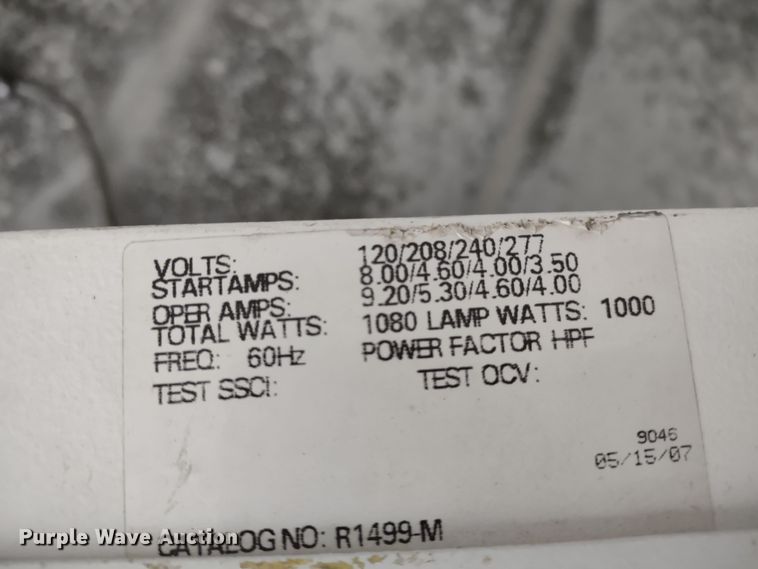 VOLTS: 120/208/240/277
STARTAMPS: 8.00/4.60/4.00/3.50
OPER AMPS: 9.20/5.30/4.60/4.00
TOTAL WATTS: 1080 LAMP WATTS: 1000
FREQ: 60Hz POWER FACTOR HPF
TEST SSCI: TEST OCV:
9046
05/15/07
CATALOG NO: R1499-M
Purple Wave Auction